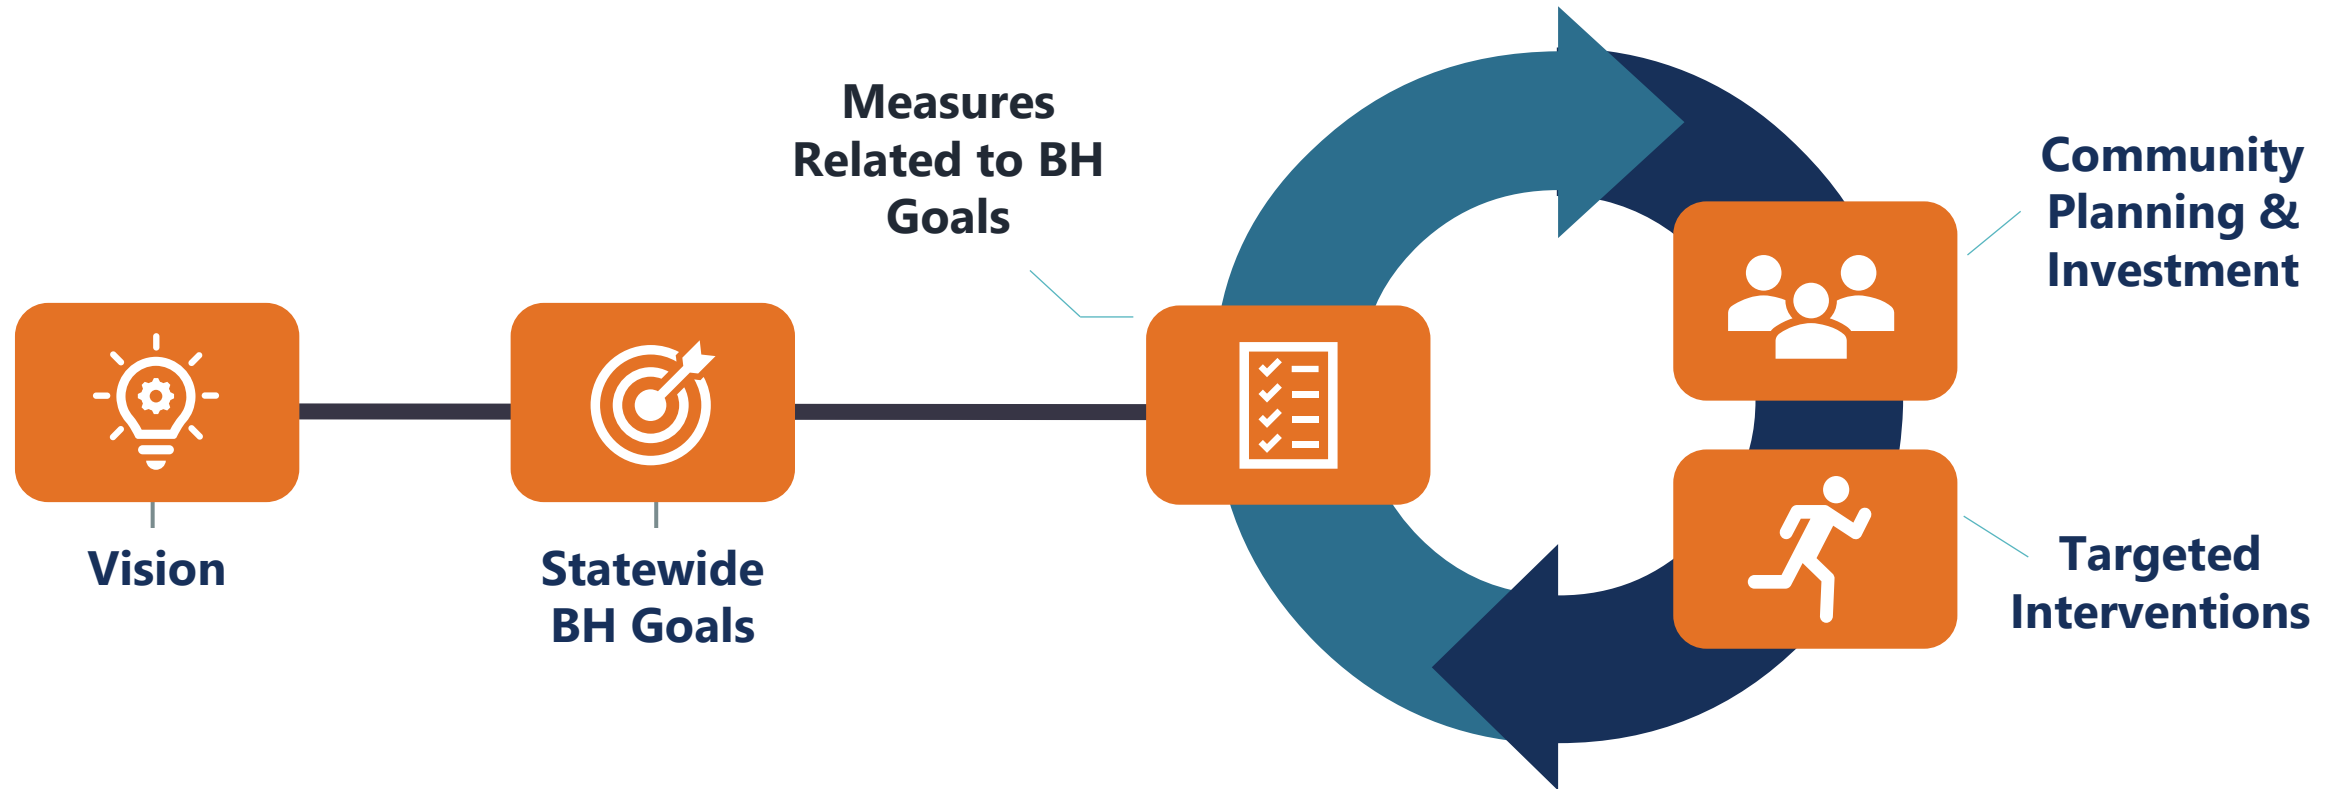 Vision
Statewide
BH Goals
Measures
Related to BH
Goals
Community
Planning &
Investment
Targeted
Interventions